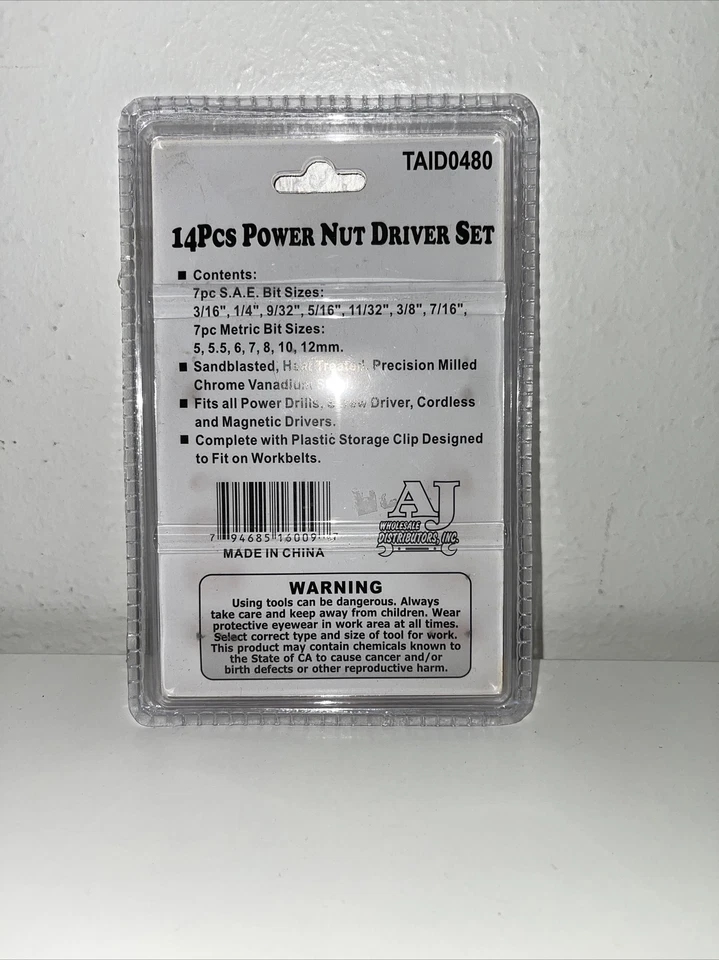 TAID0480
14Pcs Power Nut Driver Set
■ Contents:
7pc S.A.E. Bit Sizes:
3/16", 1/4", 9/32", 5/16", 11/32", 3/8", 7/16",
7pc Metric Bit Sizes:
5, 5.5, 6, 7, 8, 10, 12mm.
■ Sandblasted, Heat Treated, Precision Milled
Chrome Vanadium
■ Fits all Power Drills, Screw Driver, Cordless
and Magnetic Drivers.
■ Complete with Plastic Storage Clip Designed
to Fit on Workbelts.
AJ
WHOLESALE
DISTRIBUTORS, INC.
7 94685 16009
MADE IN CHINA
WARNING
Using tools can be dangerous. Always
take care and keep away from children. Wear
protective eyewear in work area at all times.
Select correct type and size of tool for work.
This product may contain chemicals known to
the State of CA to cause cancer and/or
birth defects or other reproductive harm.